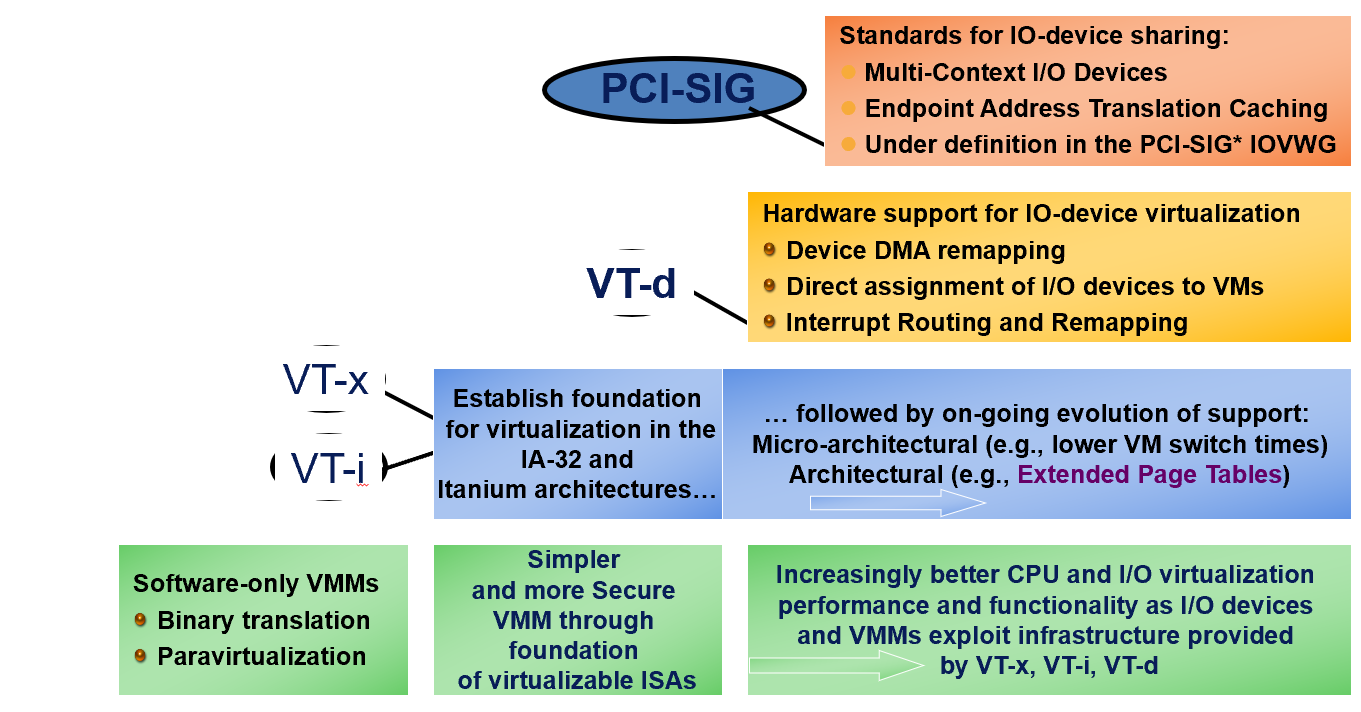 PCI-SIG
Standards for IO-device sharing:
Multi-Context I/O Devices
Endpoint Address Translation Caching
Under definition in the PCI-SIG* IOVWG
VT-d
Hardware support for IO-device virtualization
Device DMA remapping
Direct assignment of I/O devices to VMs
Interrupt Routing and Remapping
VT-x
VT-i
Establish foundation
for virtualization in the
IA-32 and
Itanium architectures…
… followed by on-going evolution of support:
Micro-architectural (e.g., lower VM switch times)
Architectural (e.g., Extended Page Tables)
Software-only VMMs
Binary translation
Paravirtualization
Simpler
and more Secure
VMM through
foundation
of virtualizable ISAs
Increasingly better CPU and I/O virtualization
performance and functionality as I/O devices
and VMMs exploit infrastructure provided
by VT-x, VT-i, VT-d